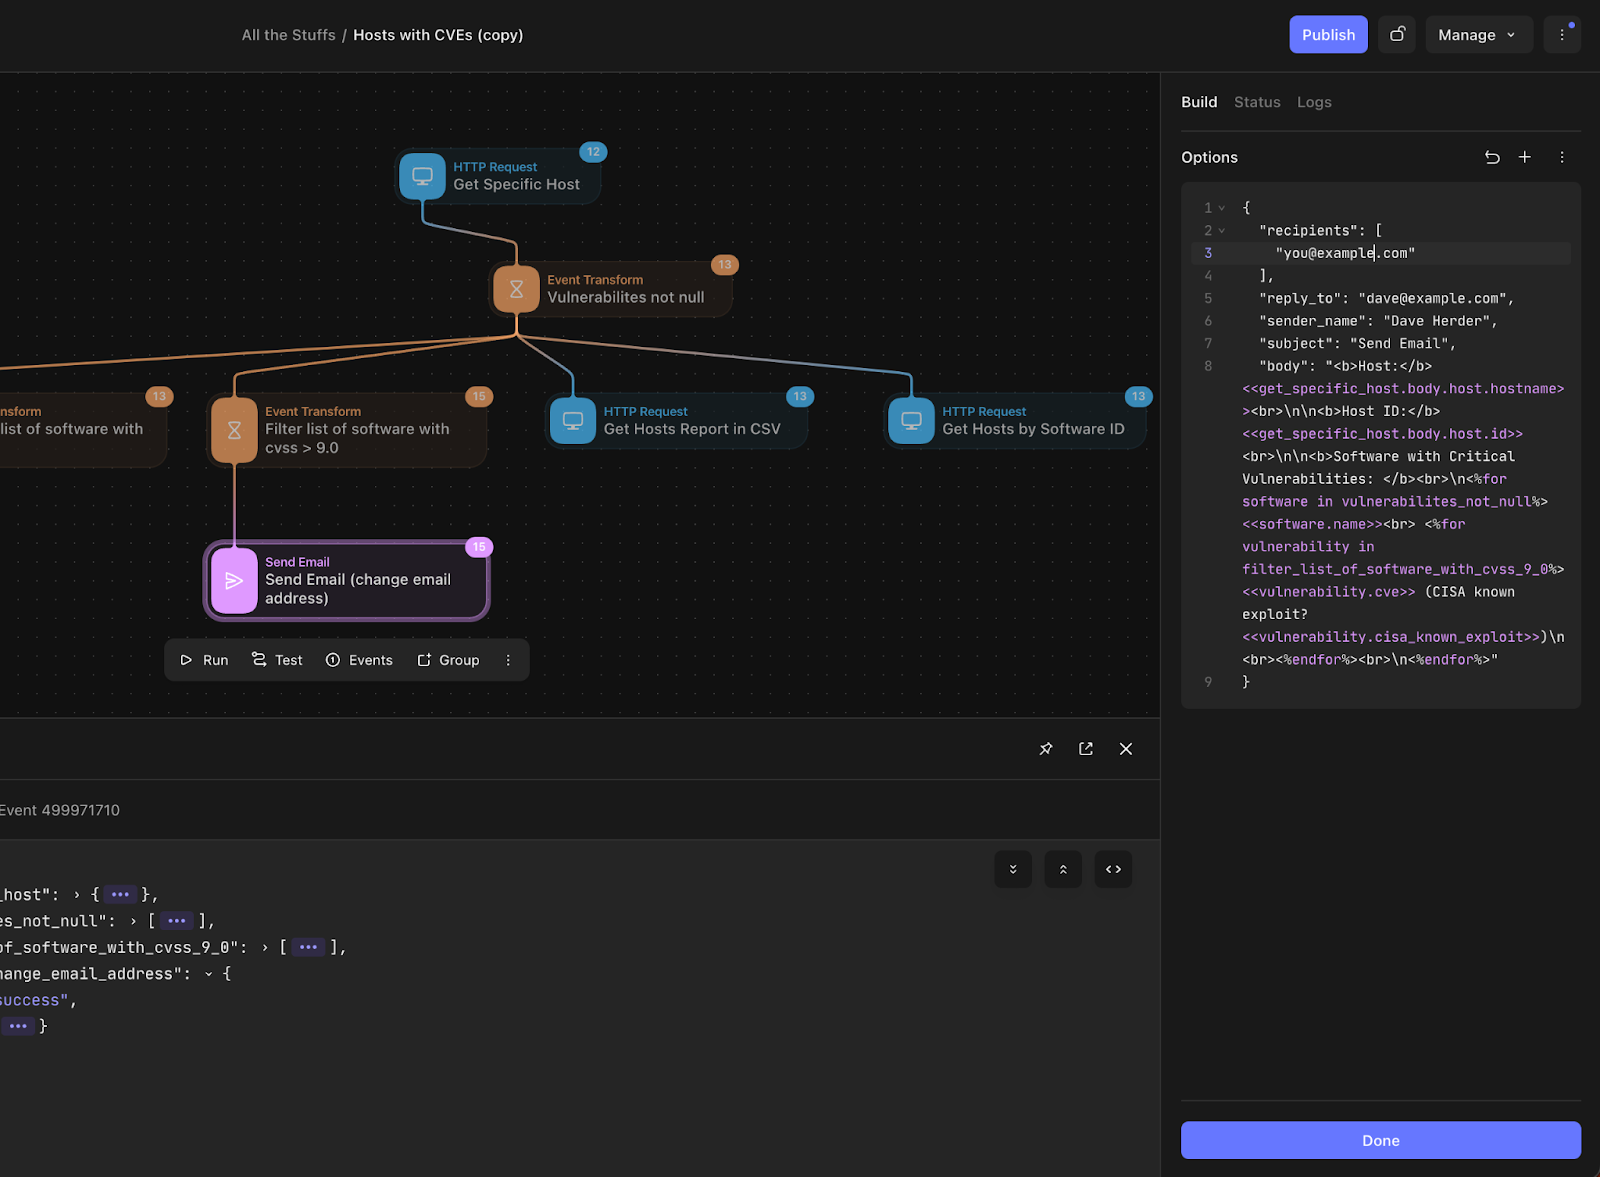 All the Stuffs / Hosts with CVEs (copy)
Publish
Manage
12
HTTP Request
Get Specific Host
13
Event Transform
Vulnerabilites not null
13
nsform
list of software with
15
Event Transform
Filter list of software with
cvss > 9.0
13
HTTP Request
Get Hosts Report in CSV
13
HTTP Request
Get Hosts by Software ID
15
Send Email
Send Email (change email
address)
Run
Test
Events
Group
Event 499971710
_host": › { ••• },
es_not_null": › [ ••• ],
of_software_with_cvss_9_0": › [ ••• ],
hange_email_address": ⌄ {
success",
••• }
Build Status Logs
Options
1 {
2 "recipients": [
3 "you@example.com"
4 ],
5 "reply_to": "dave@example.com",
6 "sender_name": "Dave Herder",
7 "subject": "Send Email",
8 "body": "<b>Host:</b>
<<get_specific_host.body.host.hostname>
><br>\n\n<b>Host ID:</b>
<<get_specific_host.body.host.id>>
<br>\n\n<b>Software with Critical
Vulnerabilities: </b><br>\n<%for
software in vulnerabilites_not_null%>
<<software.name>><br> <%for
vulnerability in
filter_list_of_software_with_cvss_9_0%>
<<vulnerability.cve>> (CISA known
exploit?
<<vulnerability.cisa_known_exploit>>)\n
<br><%endfor%><br>\n<%endfor%>"
9 }
Done